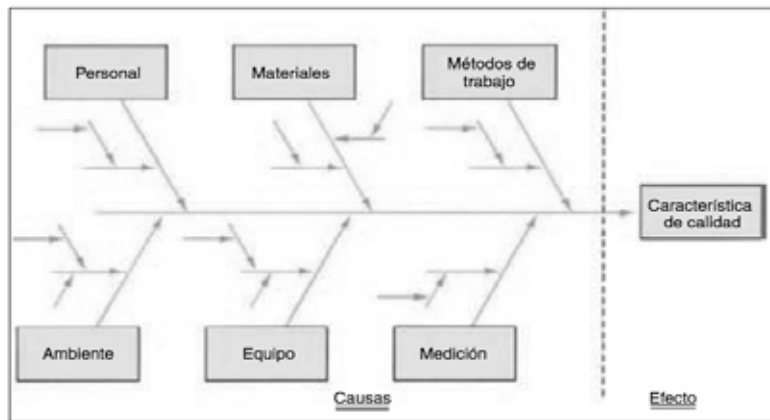 Personal
Materiales
Métodos de
trabajo
Característica
de calidad
Ambiente
Equipo
Medición
Causas
Efecto